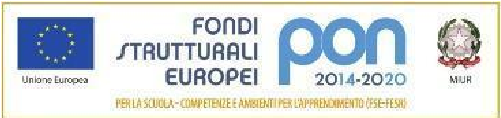 Unione Europea
FONDI
STRUTTURALI
EUROPEI
pon
2014-2020
MIUR
PER LA SCUOLA - COMPETENZE E AMBIENTI PER L'APPRENDIMENTO (FSE-FESR)